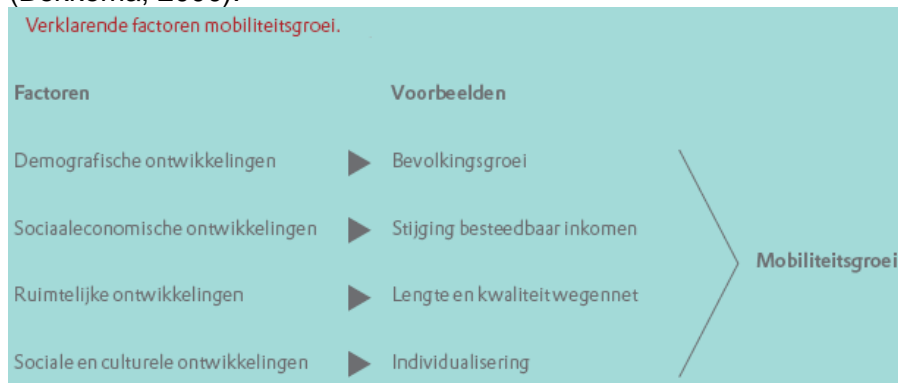 Verklarende factoren mobiliteitsgroei.
Factoren Voorbeelden
Demografische ontwikkelingen Bevolkingsgroei
Sociaaleconomische ontwikkelingen Stijging besteedbaar inkomen
Mobiliteitsgroei
Ruimtelijke ontwikkelingen Lengte en kwaliteit wegennet
Sociale en culturele ontwikkelingen Individualisering